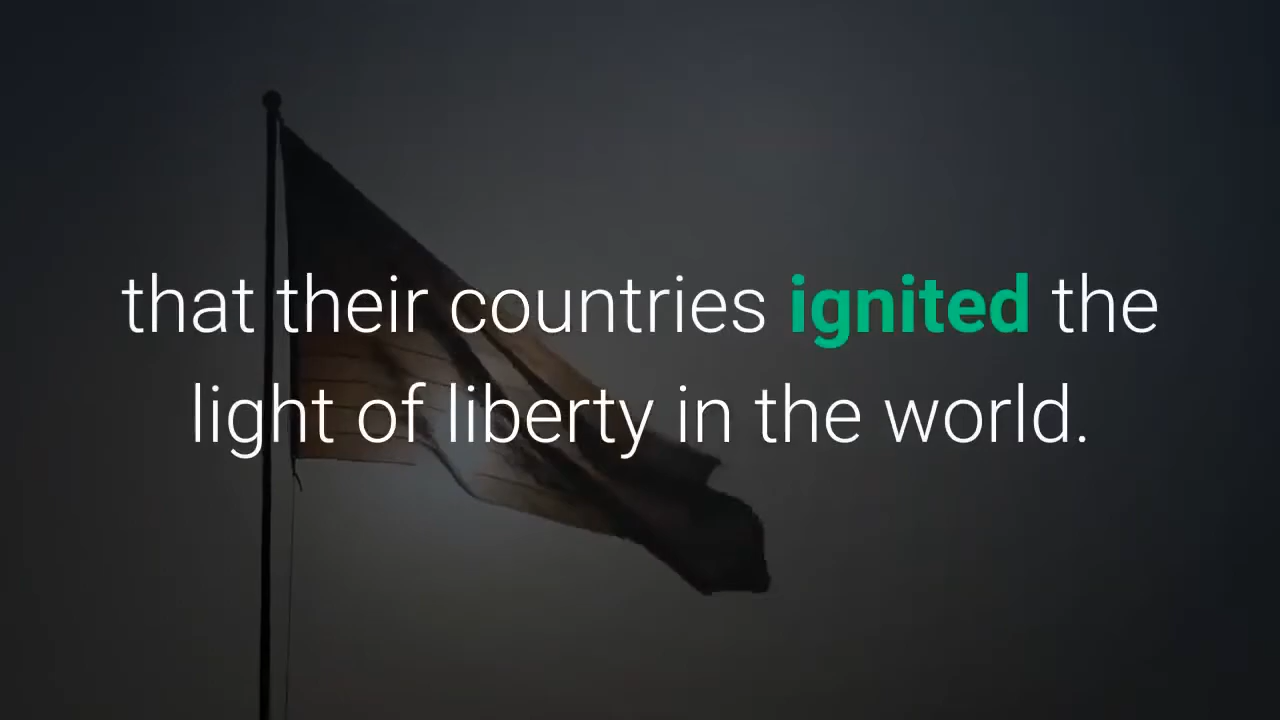 that their countries ignited the
light of liberty in the world.